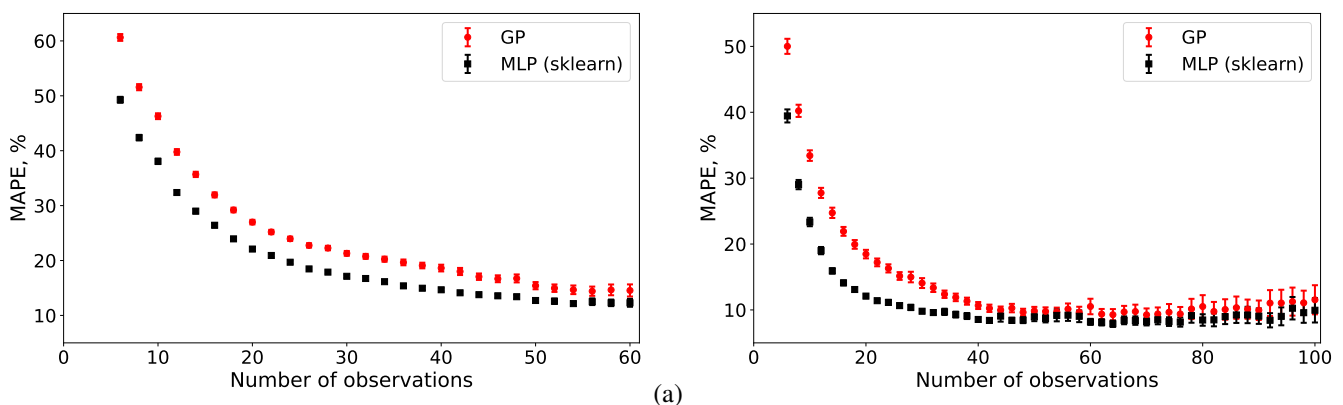 60
50
40
30
20
10
MAPE, %
0 10 20 30 40 50 60
Number of observations
GP
MLP (sklearn)
50
40
30
20
10
MAPE, %
0 20 40 60 80 100
Number of observations
GP
MLP (sklearn)
(a)